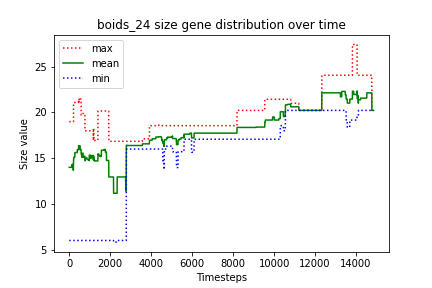 boids_24 size gene distribution over time
max
mean
min
Size value
25
20
15
10
5
0 2000 4000 6000 8000 10000 12000 14000
Timesteps